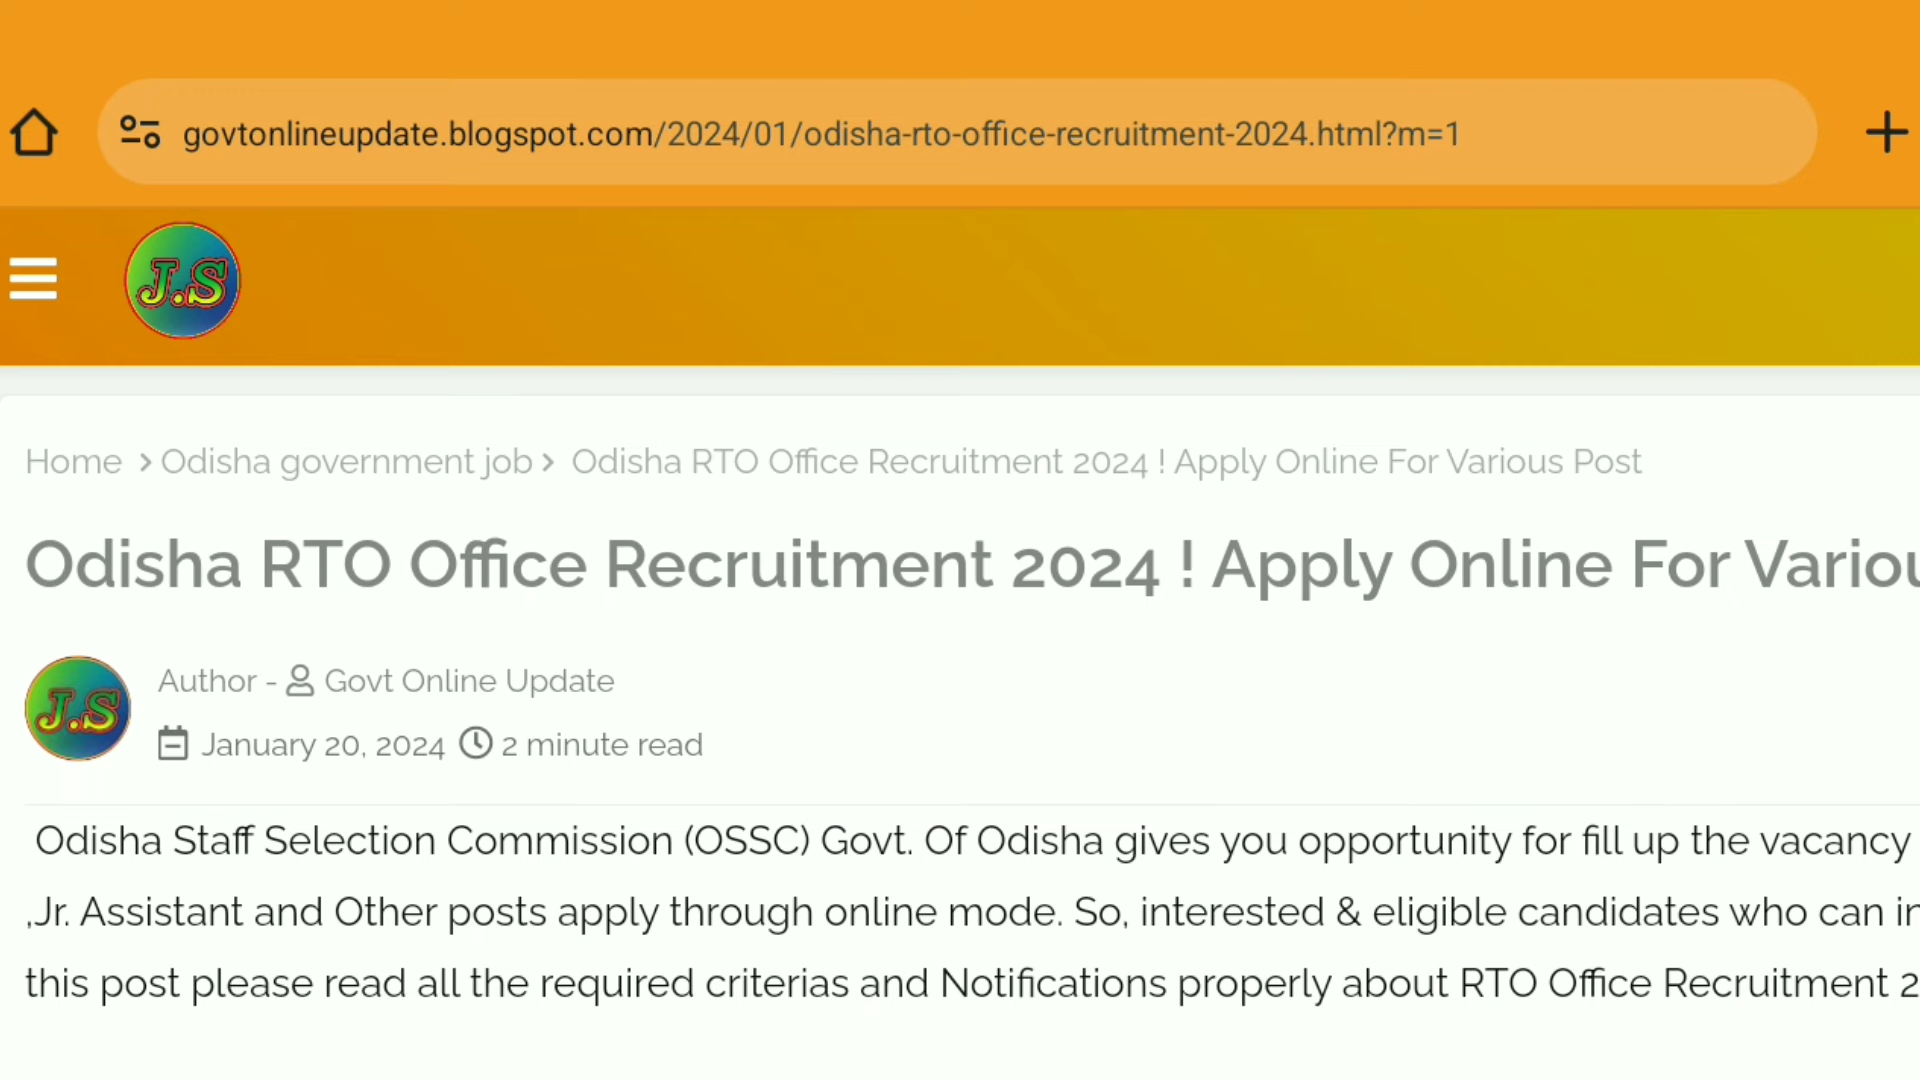 govtonlineupdate.blogspot.com/2024/01/odisha-rto-office-recruitment-2024.html?m=1
J.S
Home > Odisha government job > Odisha RTO Office Recruitment 2024 ! Apply Online For Various Post
Odisha RTO Office Recruitment 2024 ! Apply Online For
J.S
Author - Govt Online Update
January 20, 2024 2 minute read
Odisha Staff Selection Commission (OSSC) Govt. Of Odisha gives you opportunity for fill up the vacancy
,Jr. Assistant and Other posts apply through online mode. So, interested & eligible candidates who can
this post please read all the required criterias and Notifications properly about RTO Office Recruitment